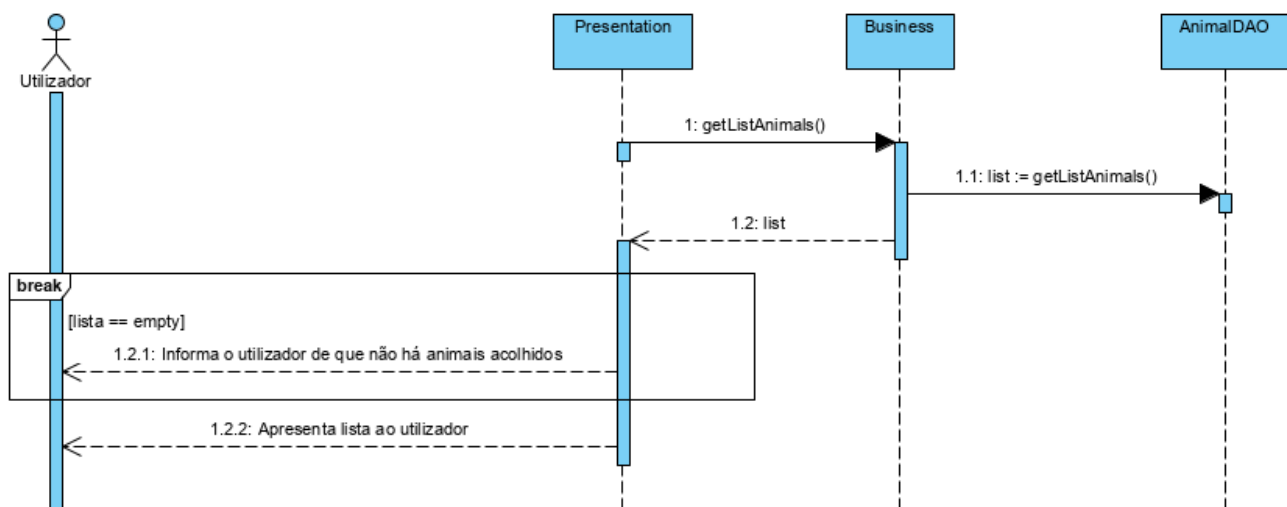 Utilizador
Presentation
Business
AnimalDAO
1: getListAnimals()
1.1: list := getListAnimals()
1.2: list
break
[lista == empty]
1.2.1: Informa o utilizador de que não há animais acolhidos
1.2.2: Apresenta lista ao utilizador